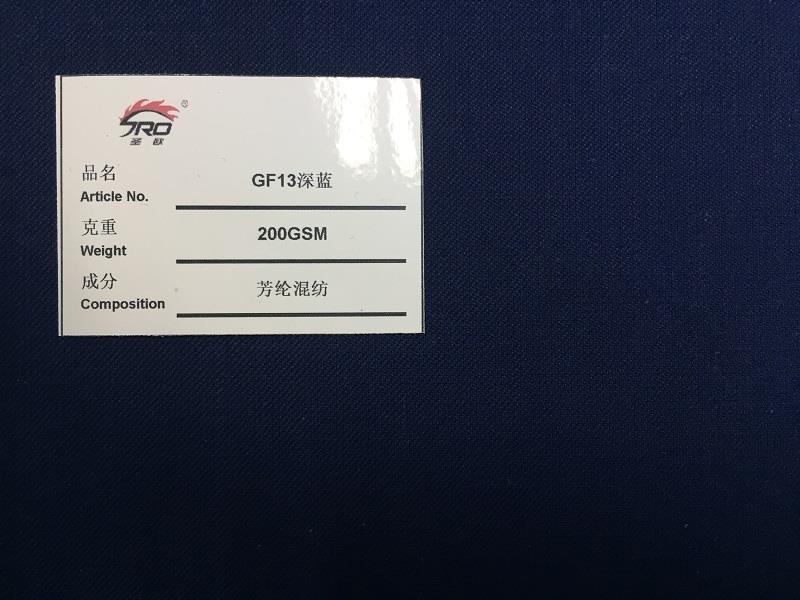 SRO
®
圣欧
品名
Article No.
GF13深蓝
克重
Weight
200GSM
成分
Composition
芳纶混纺